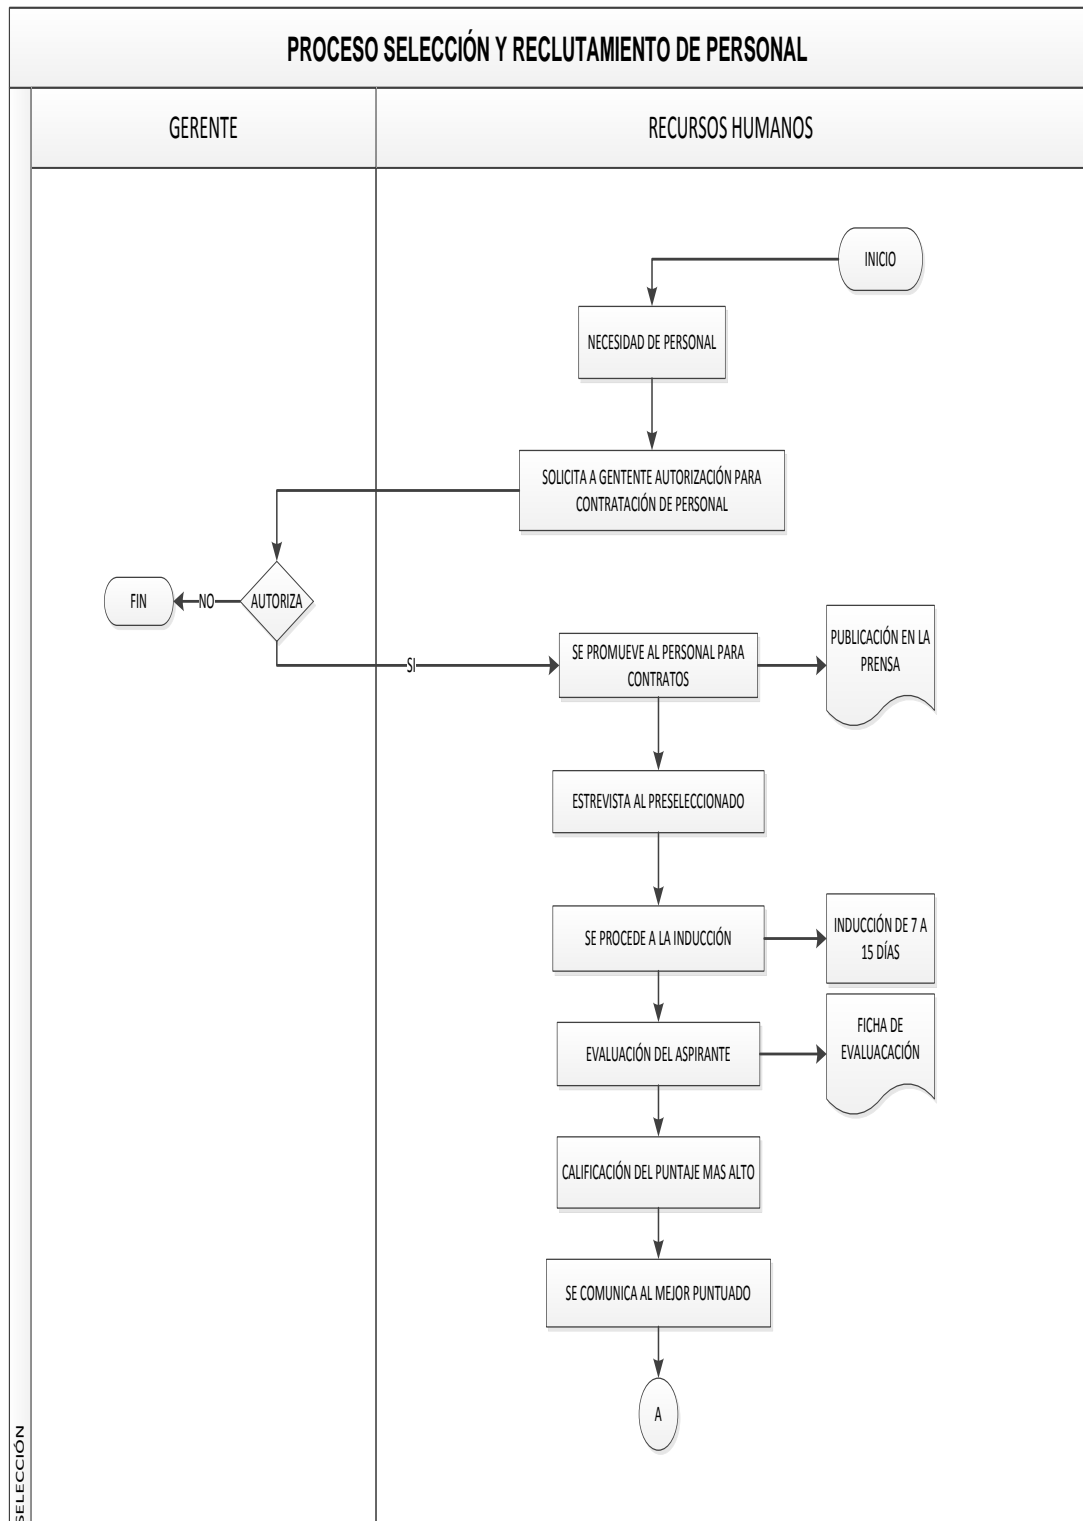 PROCESO SELECCIÓN Y RECLUTAMIENTO DE PERSONAL
GERENTE
RECURSOS HUMANOS
INICIO
NECESIDAD DE PERSONAL
SOLICITA A GENTENTE AUTORIZACIÓN PARA
CONTRATACIÓN DE PERSONAL
FIN
NO
AUTORIZA
SI
SE PROMUEVE AL PERSONAL PARA
CONTRATOS
PUBLICACIÓN EN LA
PRENSA
ESTREVISTA AL PRESELECCIONADO
SE PROCEDE A LA INDUCCIÓN
INDUCCIÓN DE 7 A
15 DÍAS
EVALUACIÓN DEL ASPIRANTE
FICHA DE
EVALUACACIÓN
CALIFICACIÓN DEL PUNTAJE MAS ALTO
SE COMUNICA AL MEJOR PUNTUADO
A
SELECCIÓN